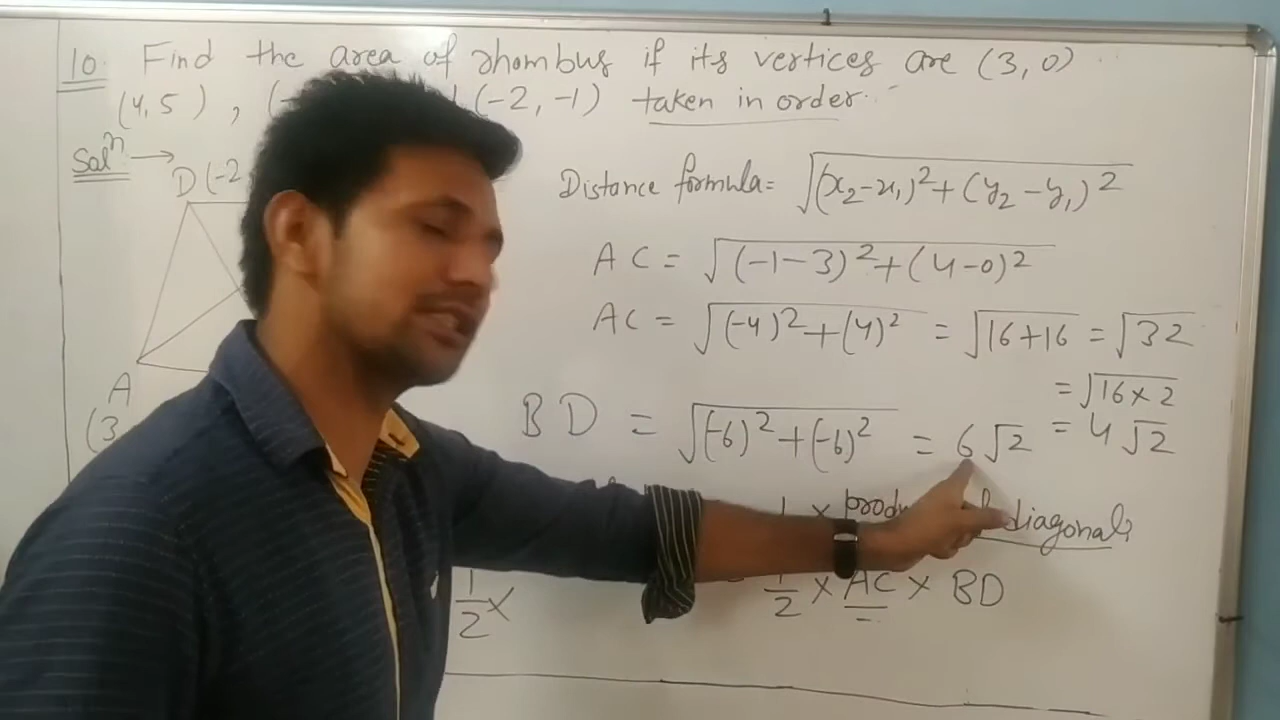 10. Find the area of rhombus if its vertices are (3, 0)
(4,5), (- (-2, -1) taken in order.
Solⁿ →
D (-2
Distance formula = √(x₂-x₁)²+(y₂-y₁)²
AC = √(-1-3)²+(4-0)²
AC = √(-4)²+(4)² = √16+16 = √32
= √16×2
= 4√2
A
(3
BD = √(-6)²+(-6)² = 6√2
× diagonals
1/2 × AC × BD
1/2 ×